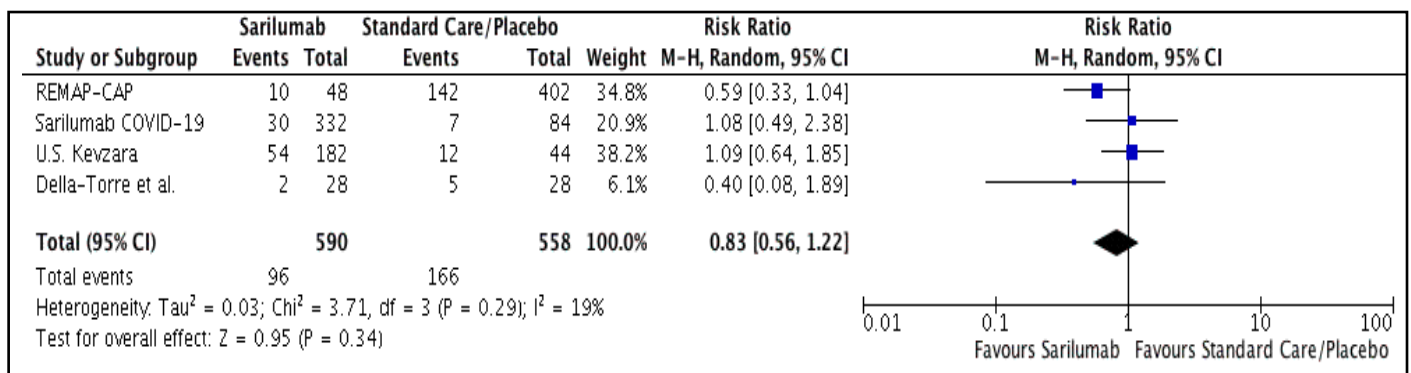 Sarilumab Standard Care/Placebo Risk Ratio Risk Ratio
Study or Subgroup Events Total Events Total Weight M-H, Random, 95% CI M-H, Random, 95% CI
REMAP-CAP 10 48 142 402 34.8% 0.59 [0.33, 1.04]
Sarilumab COVID-19 30 332 7 84 20.9% 1.08 [0.49, 2.38]
U.S. Kevzara 54 182 12 44 38.2% 1.09 [0.64, 1.85]
Della-Torre et al. 2 28 5 28 6.1% 0.40 [0.08, 1.89]
Total (95% CI) 590 558 100.0% 0.83 [0.56, 1.22]
Total events 96 166
Heterogeneity: Tau² = 0.03; Chi² = 3.71, df = 3 (P = 0.29); I² = 19%
Test for overall effect: Z = 0.95 (P = 0.34)
0.01 0.1 1 10 100
Favours Sarilumab Favours Standard Care/Placebo